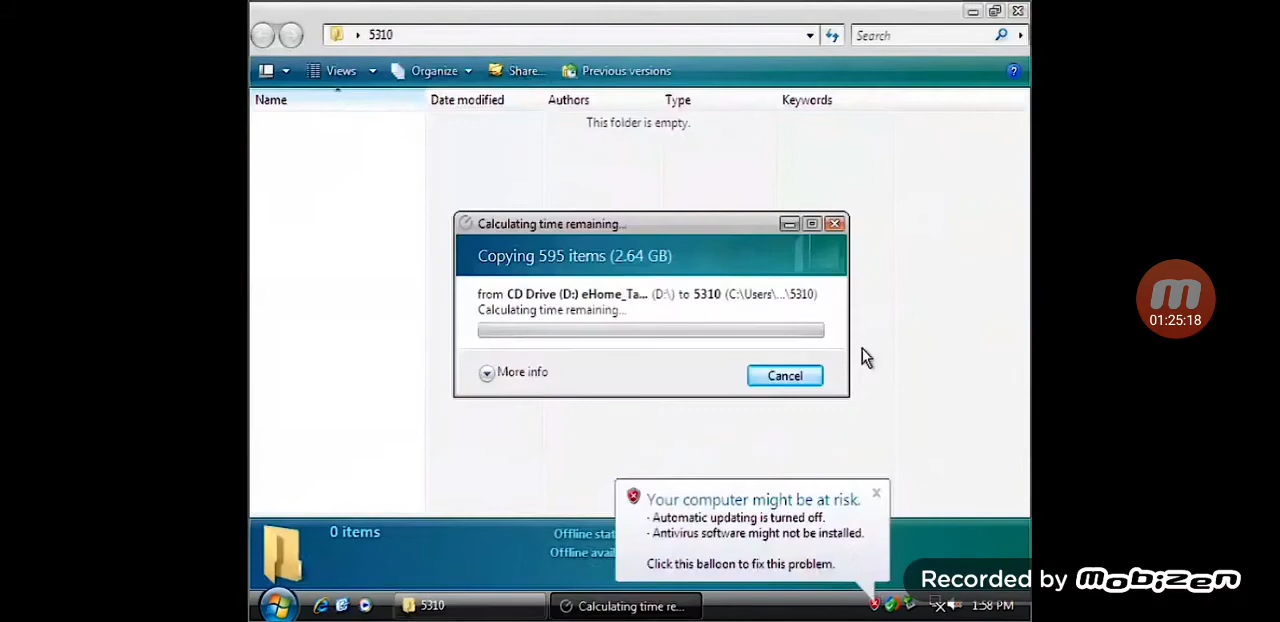 5310
Search
Views
Organize
Share...
Previous versions
Name
Date modified
Authors
Type
Keywords
This folder is empty.
Calculating time remaining...
Copying 595 items (2.64 GB)
from CD Drive (D:) eHome_Ta... (D:\) to 5310 (C:\Users\...\5310)
Calculating time remaining...
More info
Cancel
01:25:18
Your computer might be at risk.
- Automatic updating is turned off.
- Antivirus software might not be installed.
Click this balloon to fix this problem.
0 items
Offline stat
Offline avai
Recorded by mobizen
5310
Calculating time re...
1:58 PM